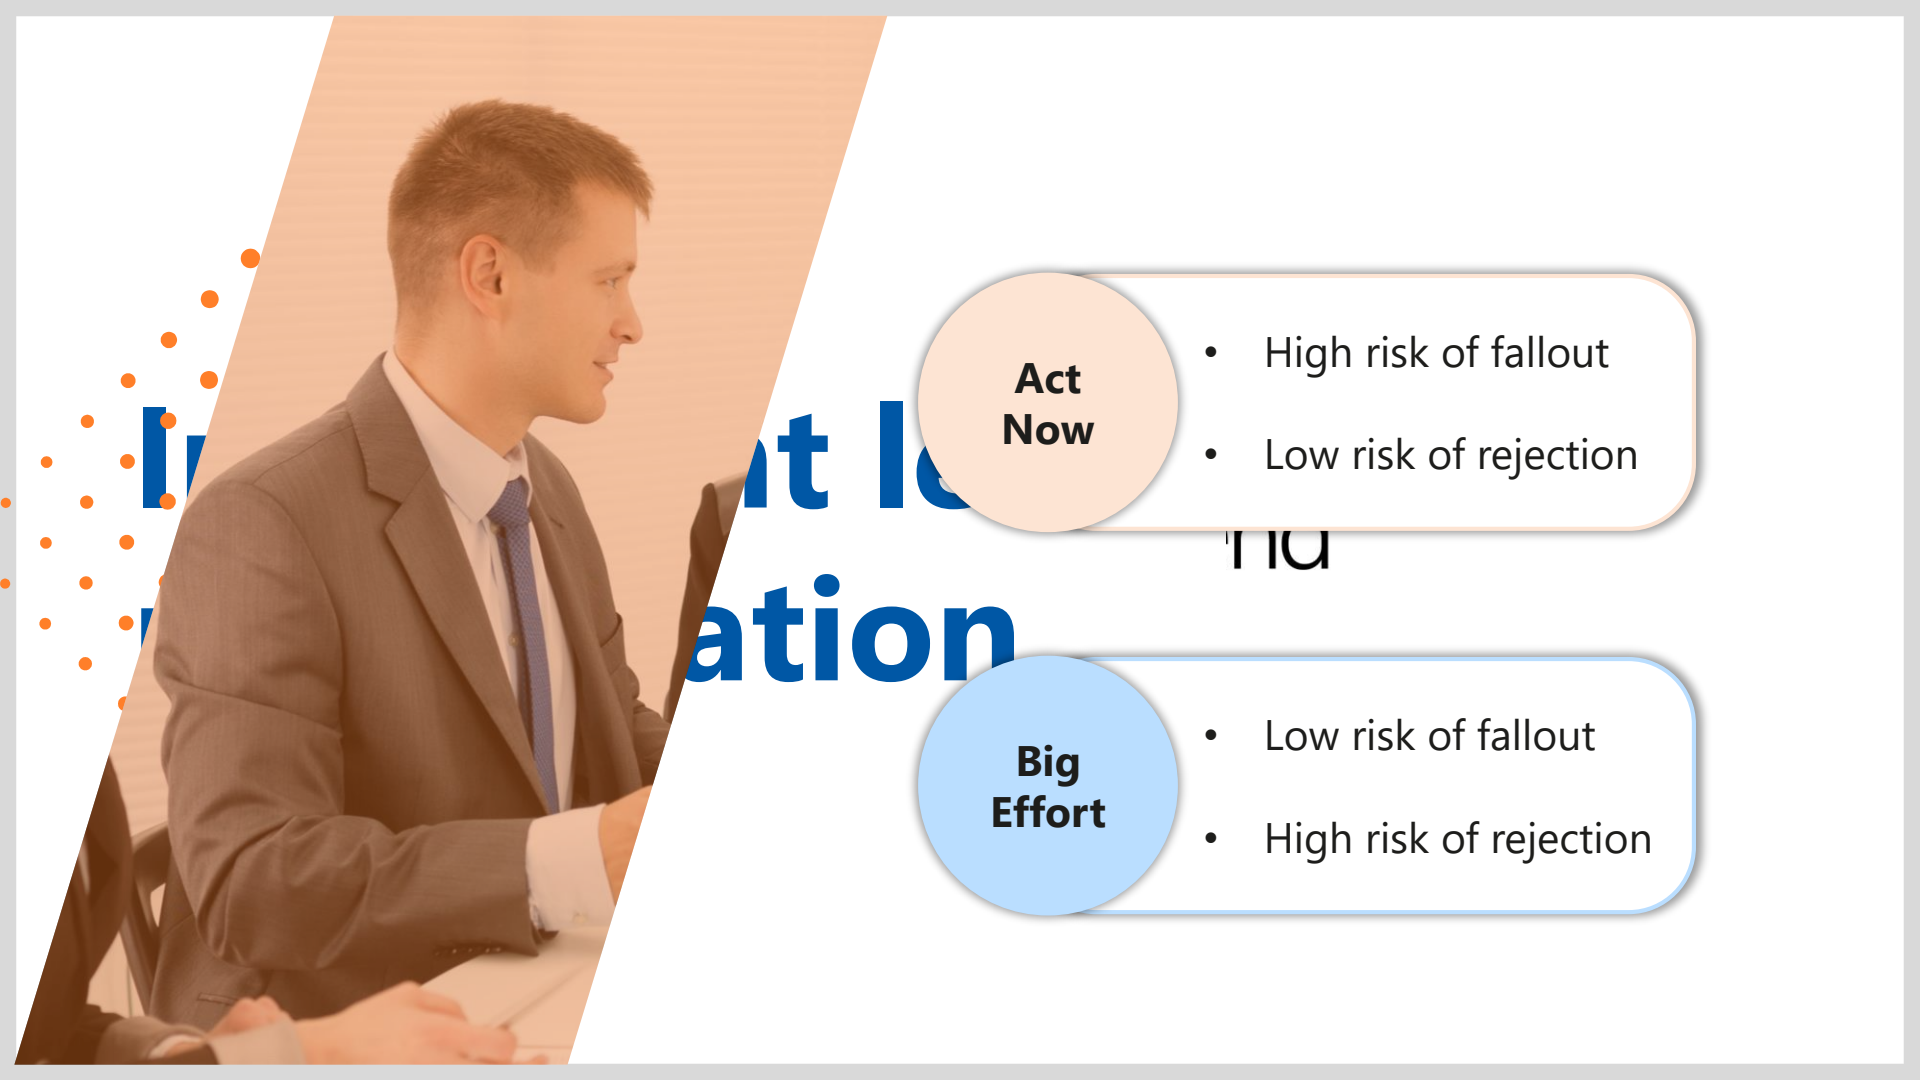 Act
Now
• High risk of fallout
• Low risk of rejection
ation
Big
Effort
• Low risk of fallout
• High risk of rejection